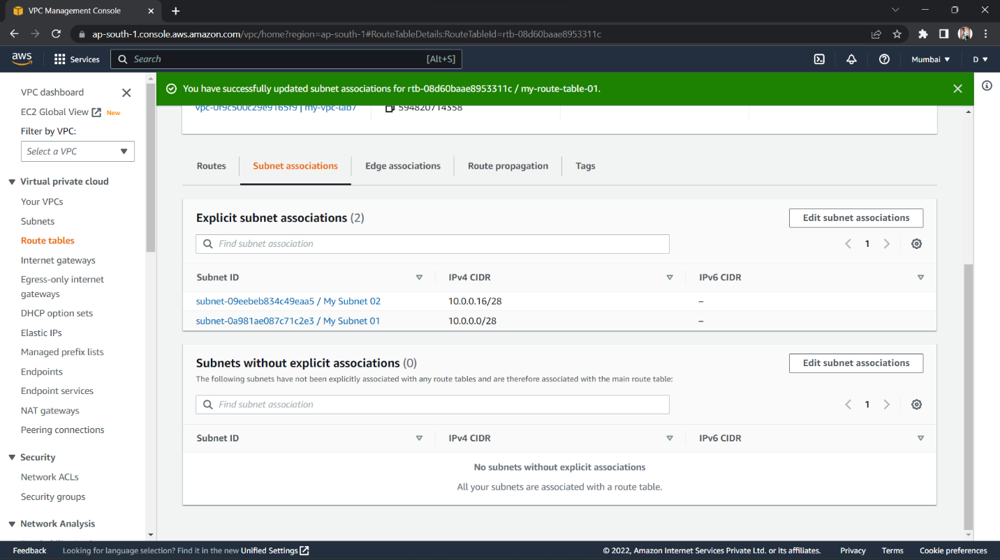 VPC Management Console
ap-south-1.console.aws.amazon.com/vpc/home?region=ap-south-1#RouteTableDetails:RouteTableId=rtb-08d60baae8953311c
aws Services Search [Alt+S] Mumbai D
VPC dashboard
EC2 Global View New
Filter by VPC:
Select a VPC
Virtual private cloud
Your VPCs
Subnets
Route tables
Internet gateways
Egress-only internet
gateways
DHCP option sets
Elastic IPs
Managed prefix lists
Endpoints
Endpoint services
NAT gateways
Peering connections
Security
Network ACLs
Security groups
Network Analysis
You have successfully updated subnet associations for rtb-08d60baae8953311c / my-route-table-01.
vpc-0f9c500c29e9165f9 | my-vpc-lab7 594820714358
Routes Subnet associations Edge associations Route propagation Tags
Explicit subnet associations (2) Edit subnet associations
Find subnet association 1
Subnet ID IPv4 CIDR IPv6 CIDR
subnet-09eebeb834c49eaa5 / My Subnet 02 10.0.0.16/28 –
subnet-0a981ae087c71c2e3 / My Subnet 01 10.0.0.0/28 –
Subnets without explicit associations (0) Edit subnet associations
The following subnets have not been explicitly associated with any route tables and are therefore associated with the main route table:
Find subnet association 1
Subnet ID IPv4 CIDR IPv6 CIDR
No subnets without explicit associations
All your subnets are associated with a route table.
Feedback Looking for language selection? Find it in the new Unified Settings © 2022, Amazon Internet Services Private Ltd. or its affiliates. Privacy Terms Cookie preferences